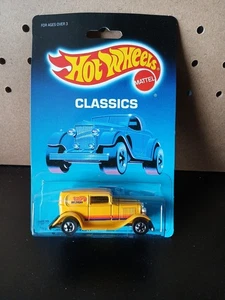 FOR AGES OVER 3
Hot Wheels
MATTEL
CLASSICS